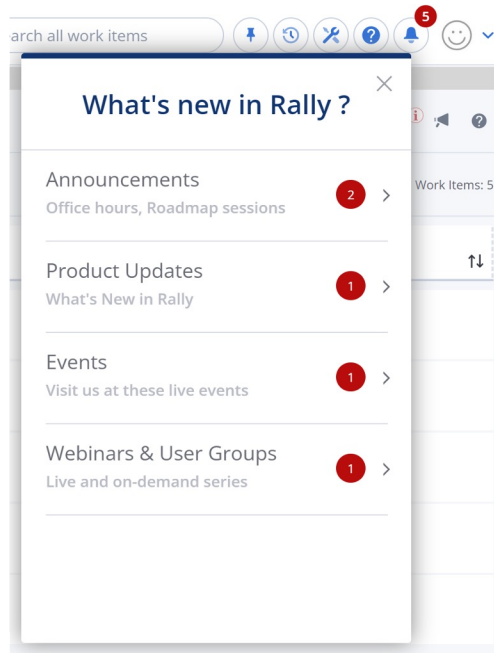 arch all work items
5
What's new in Rally ?
Announcements
Office hours, Roadmap sessions
2
Work Items: 5
Product Updates
What's New in Rally
1
Events
Visit us at these live events
1
Webinars & User Groups
Live and on-demand series
1